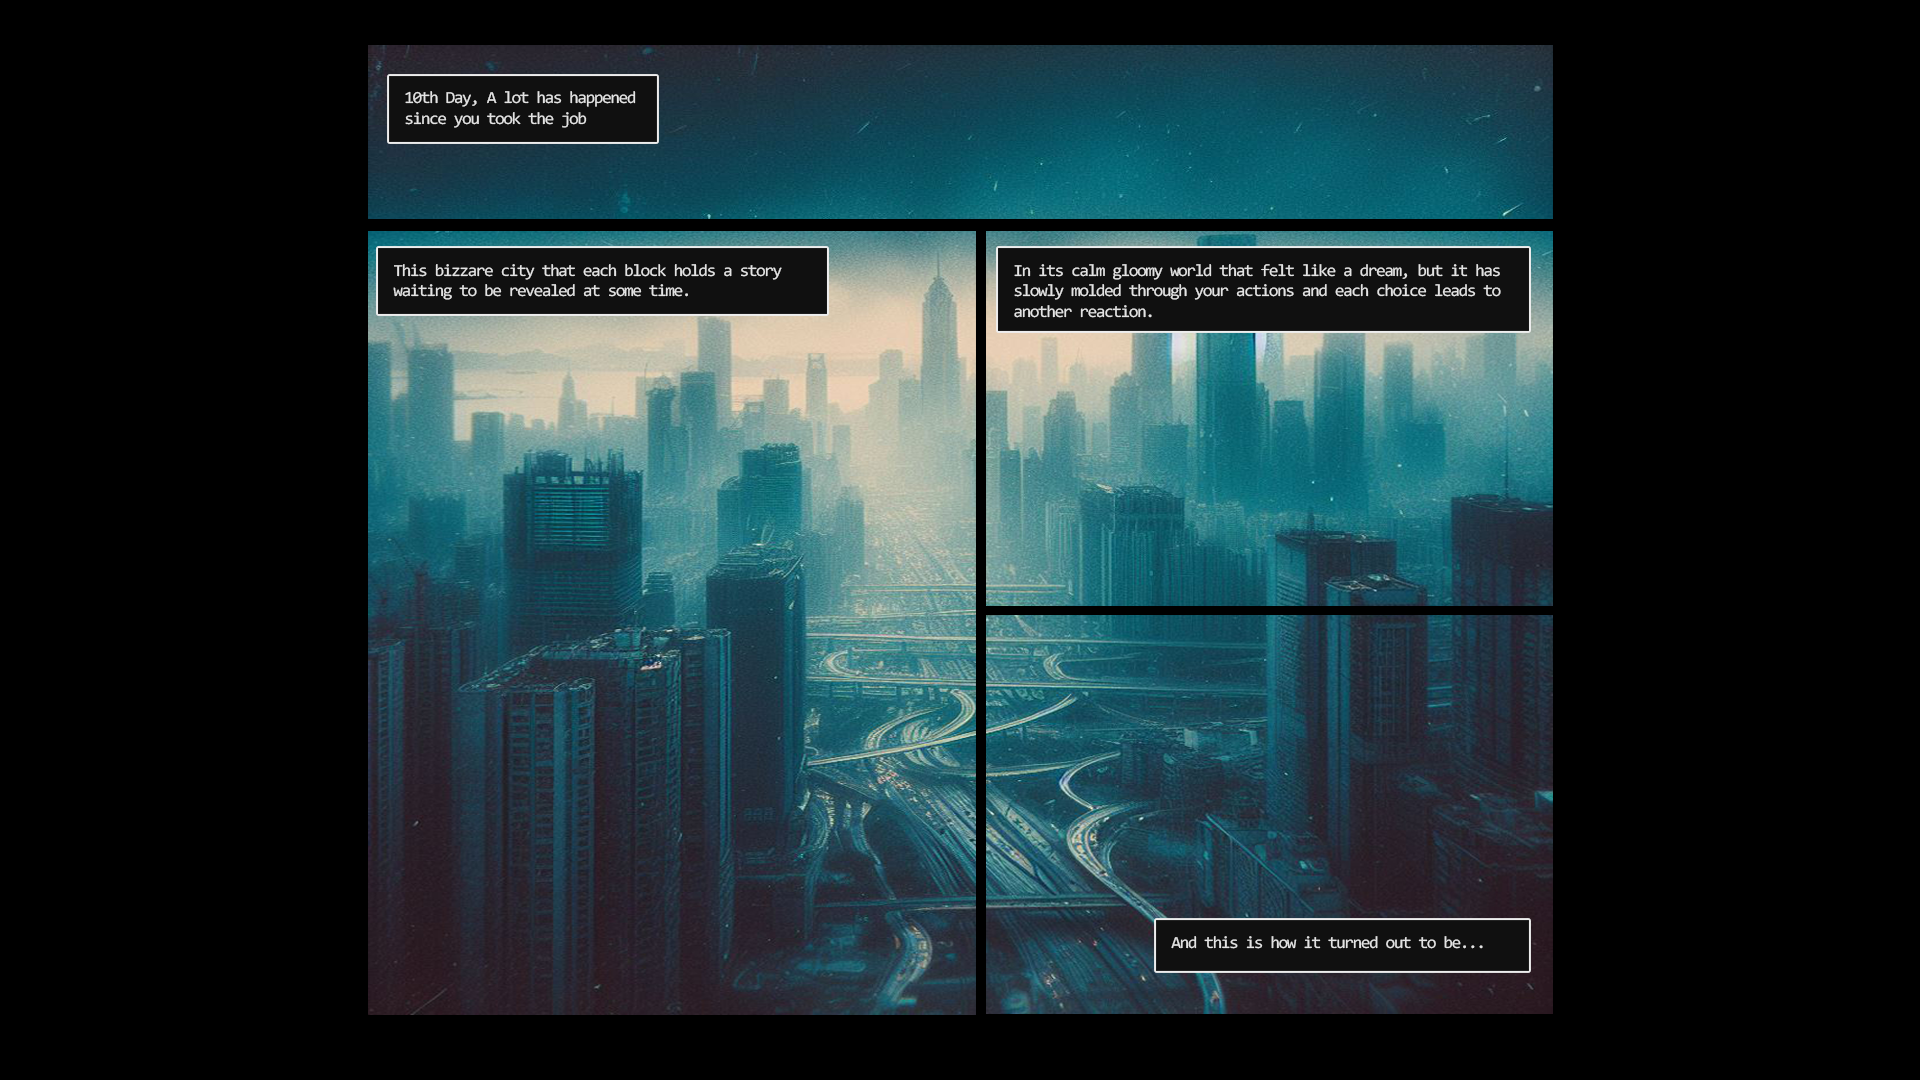 10th Day, A lot has happened
since you took the job
This bizzare city that each block holds a story
waiting to be revealed at some time.
In its calm gloomy world that felt like a dream, but it has
slowly molded through your actions and each choice leads to
another reaction.
And this is how it turned out to be...